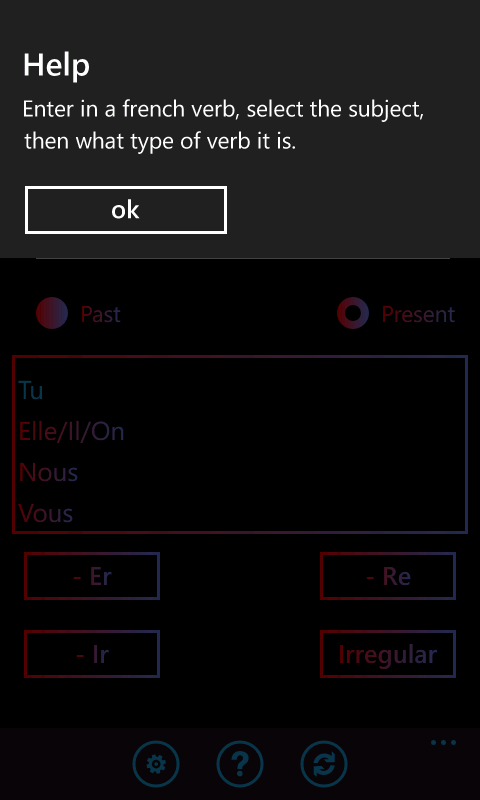 Help
Enter in a french verb, select the subject,
then what type of verb it is.
ok
Past
Present
Tu
Elle/Il/On
Nous
Vous
- Er
- Re
- Ir
Irregular
?
...